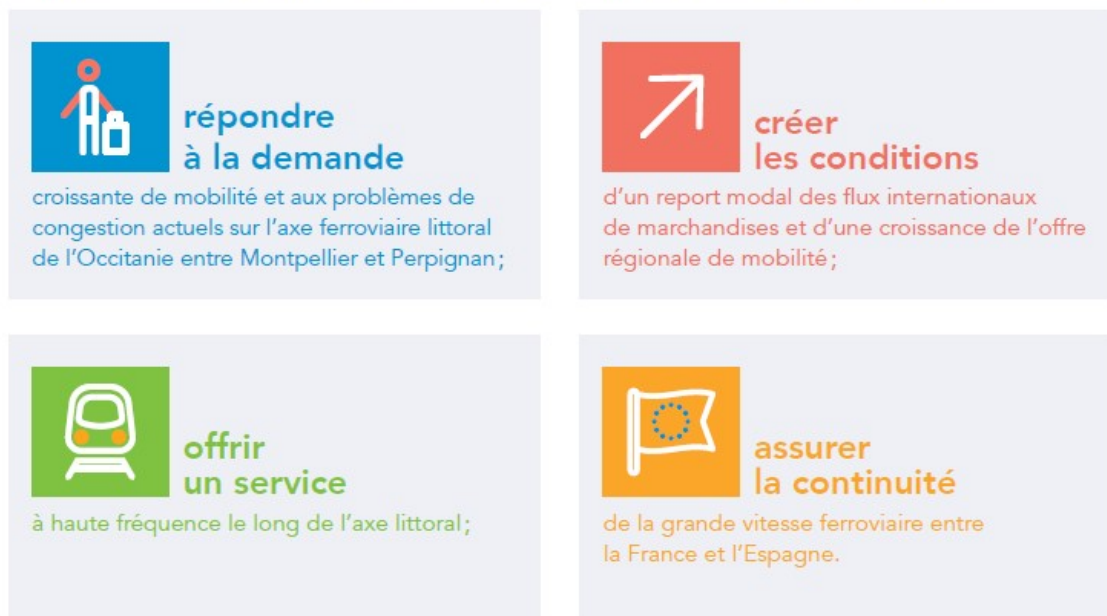 répondre
à la demande
croissante de mobilité et aux problèmes de
congestion actuels sur l’axe ferroviaire littoral
de l’Occitanie entre Montpellier et Perpignan ;
créer
les conditions
d’un report modal des flux internationaux
de marchandises et d’une croissance de l’offre
régionale de mobilité ;
offrir
un service
à haute fréquence le long de l’axe littoral ;
assurer
la continuité
de la grande vitesse ferroviaire entre
la France et l’Espagne.